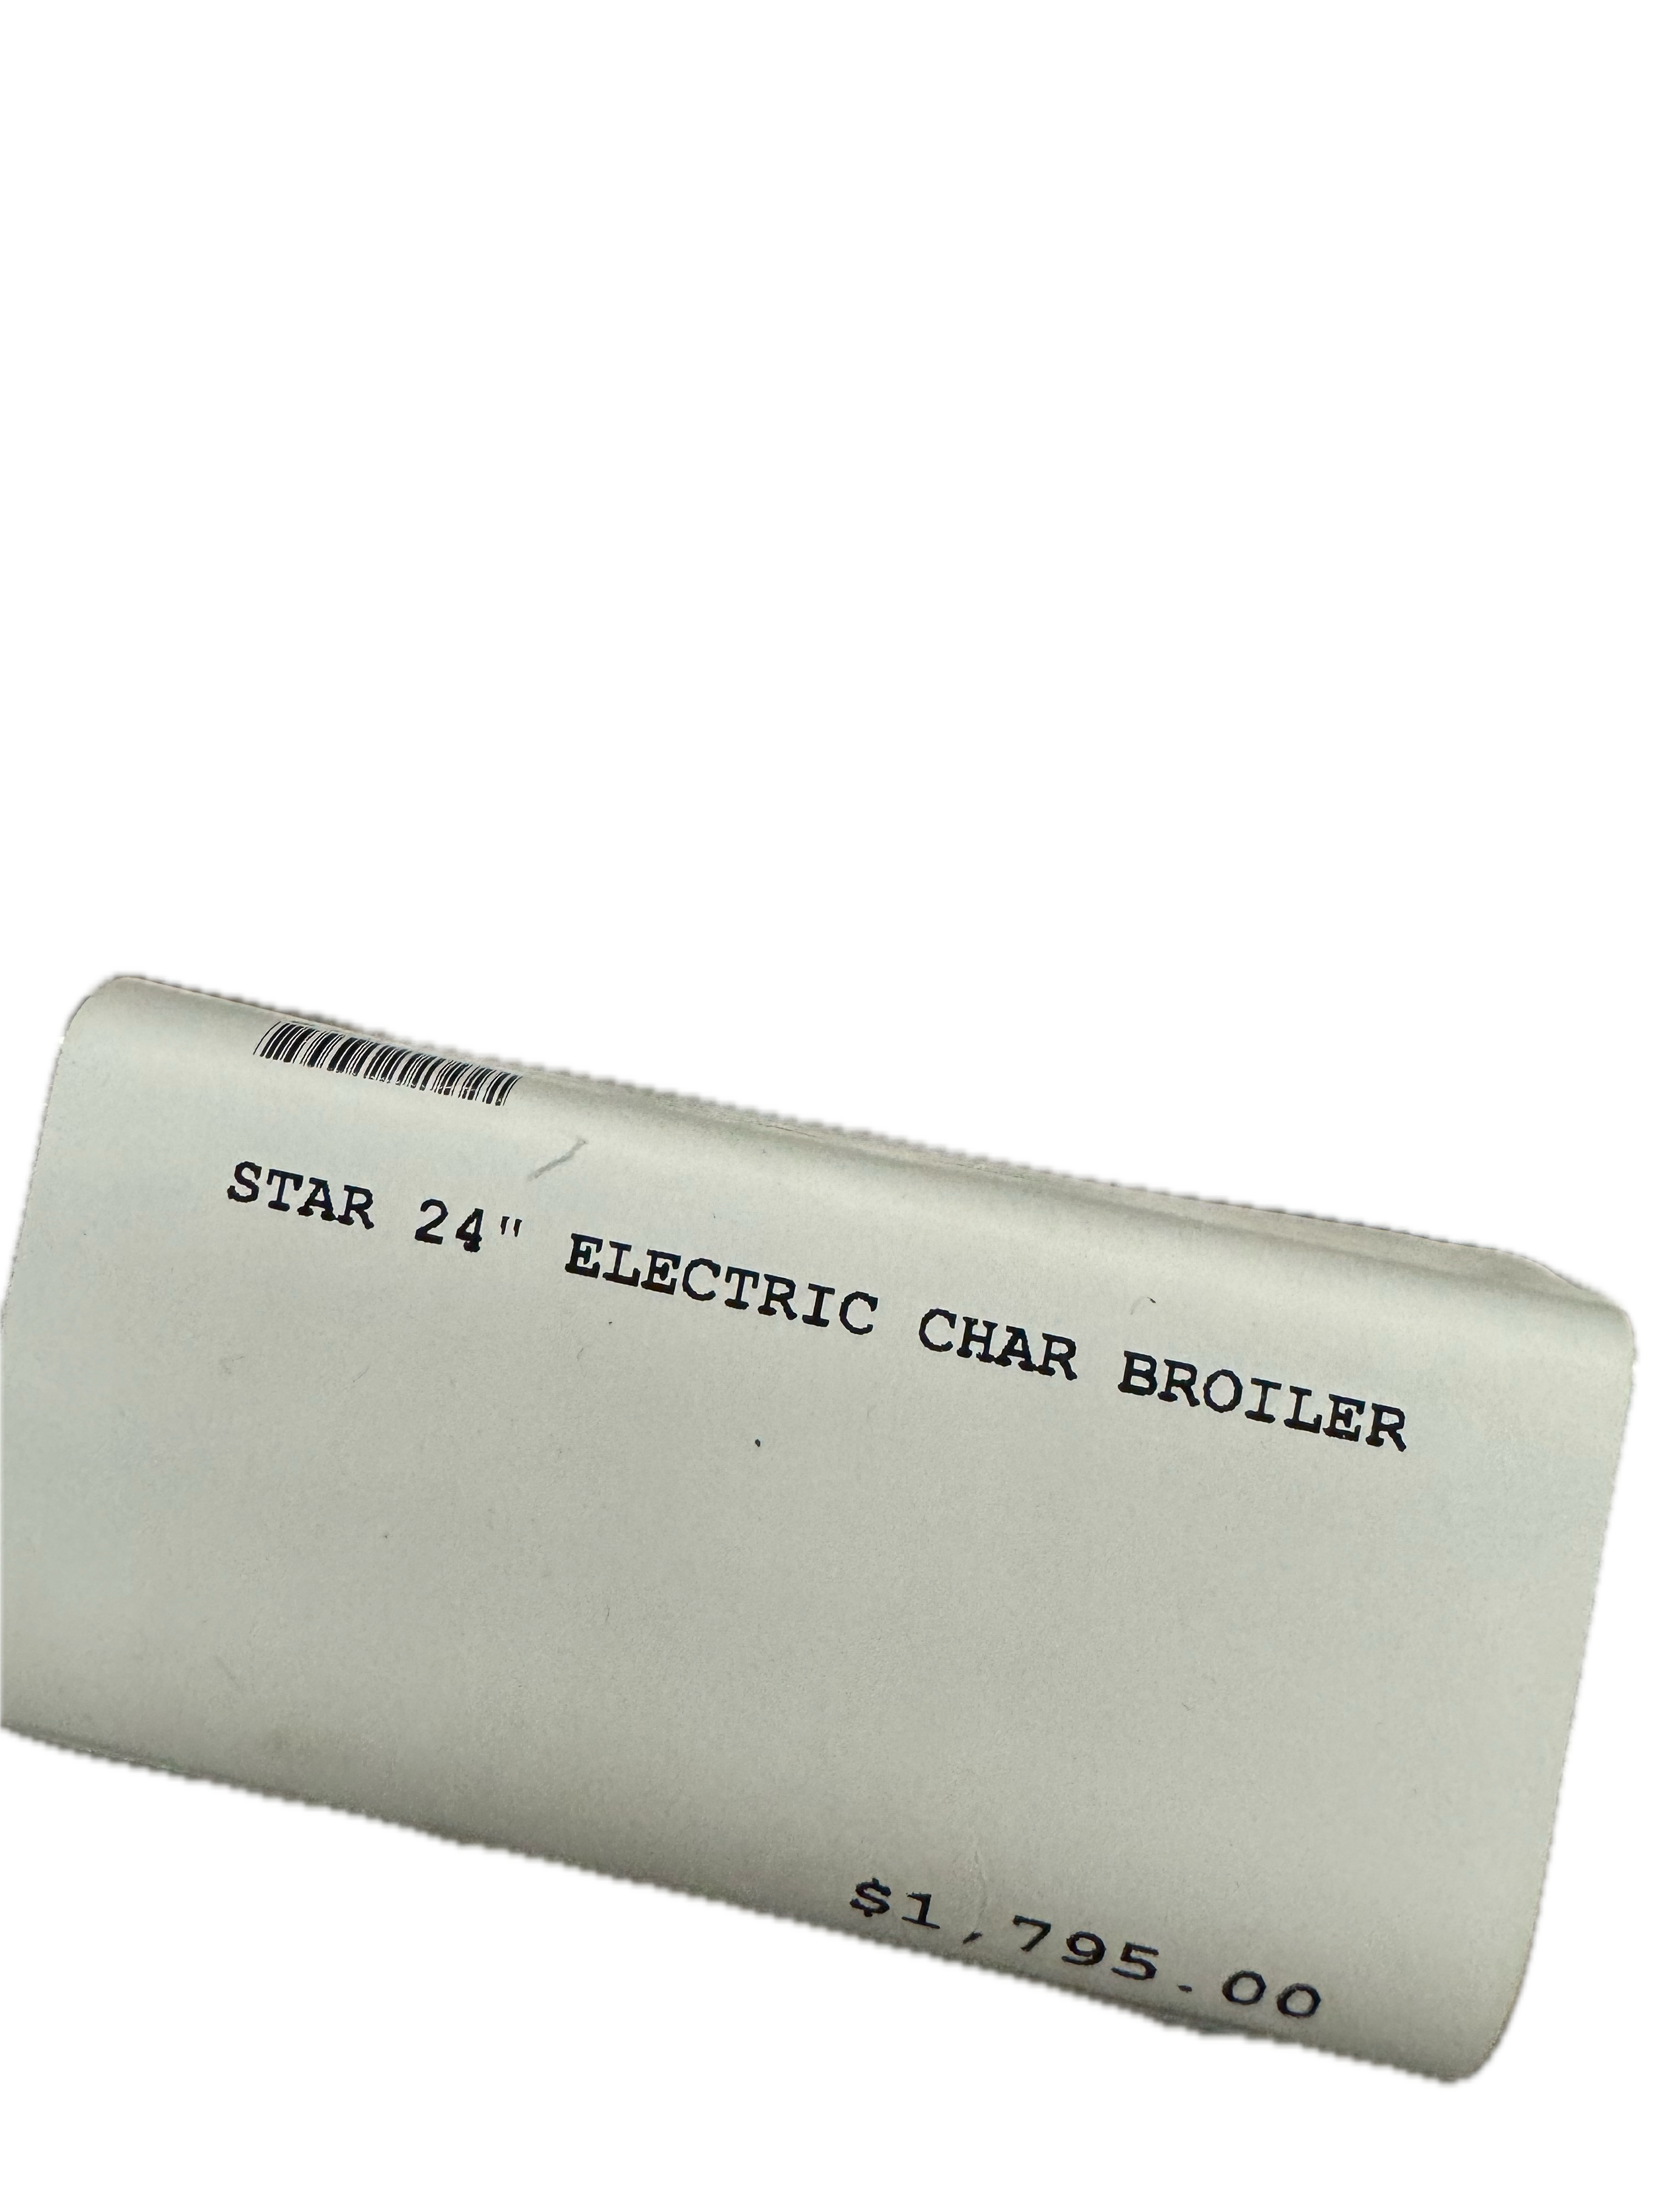 STAR 24" ELECTRIC CHAR BROILER
$1,795.00